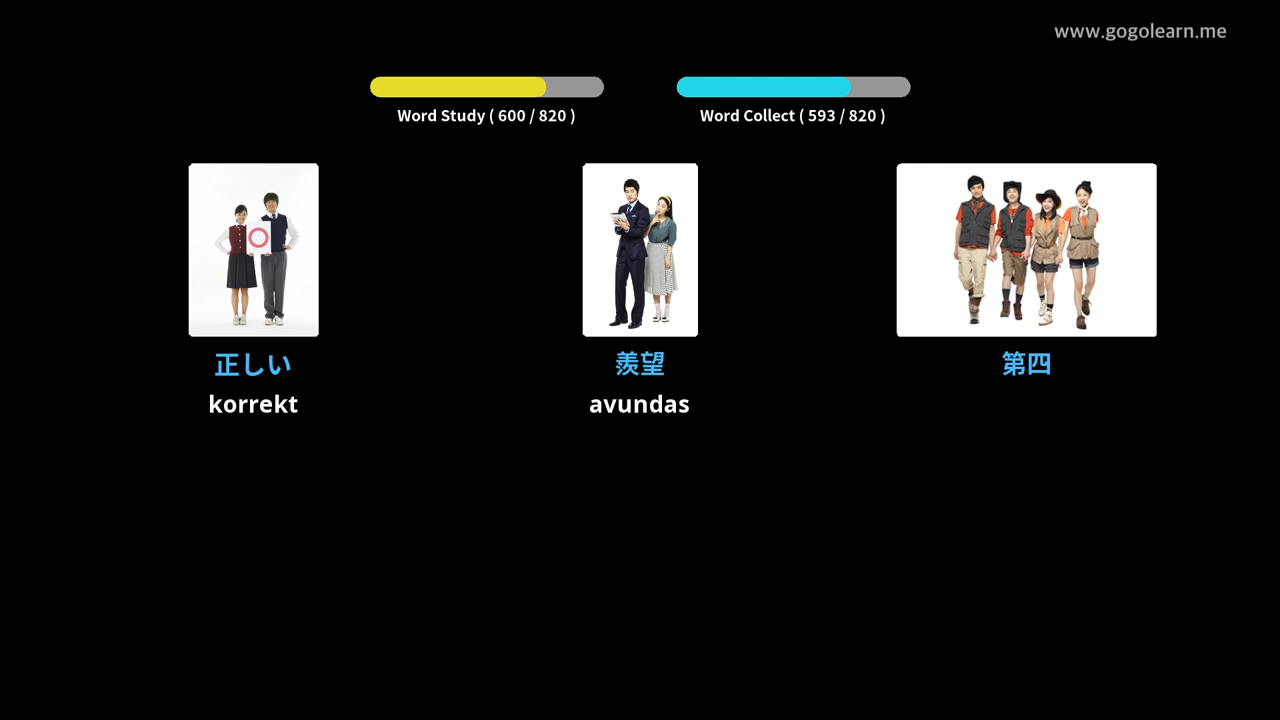 www.gogolearn.me
Word Study ( 600 / 820 )
Word Collect ( 593 / 820 )
正しい
羨望
第四
korrekt
avundas